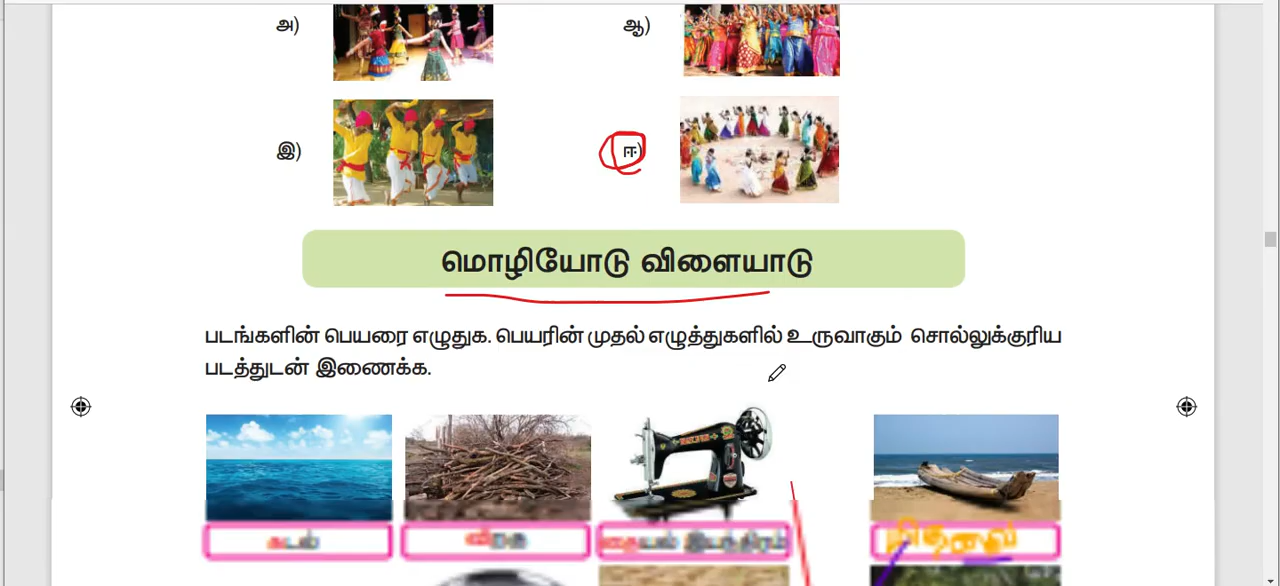 அ)
ஆ)
இ)
ஈ)
மொழியோடு விளையாடு
படங்களின் பெயரை எழுதுக. பெயரின் முதல் எழுத்துகளில் உருவாகும் சொல்லுக்குரிய
படத்துடன் இணைக்க.
கடல்
விறகு
தையல் இயந்திரம்